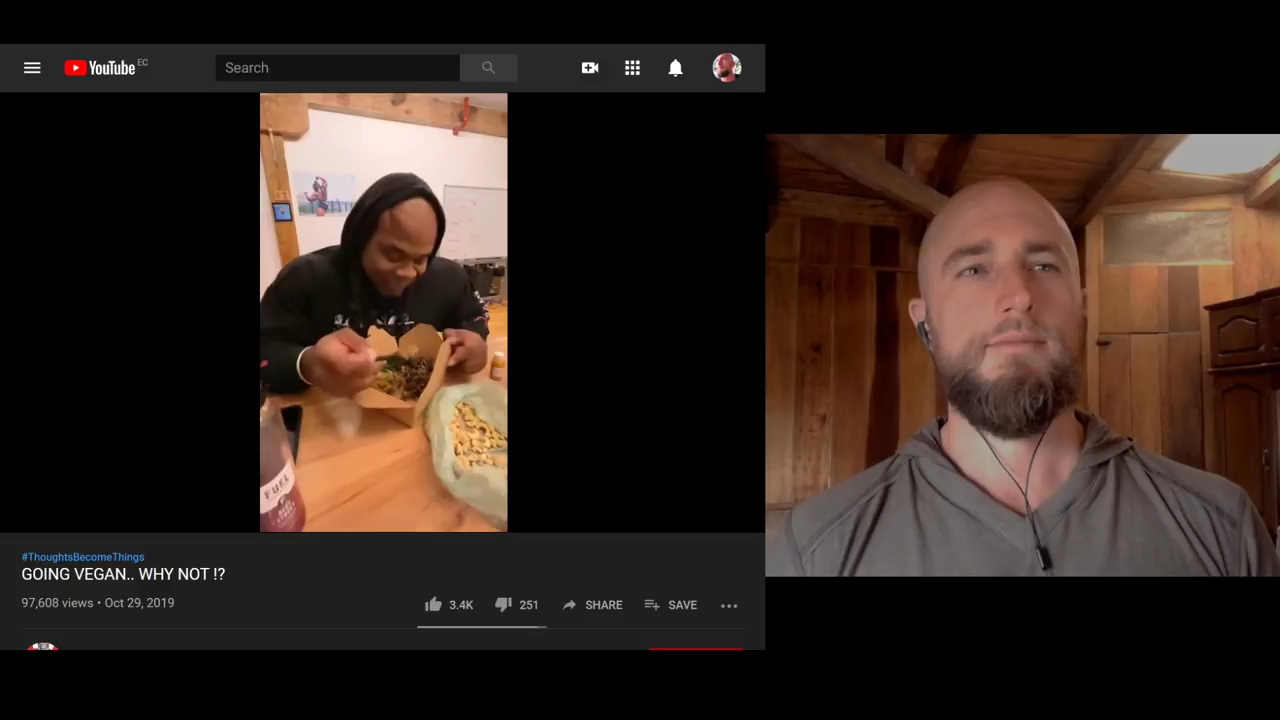 YouTube EC
Search
FUEL
#ThoughtsBecomeThings
GOING VEGAN.. WHY NOT !?
97,608 views • Oct 29, 2019
3.4K
251
SHARE
SAVE